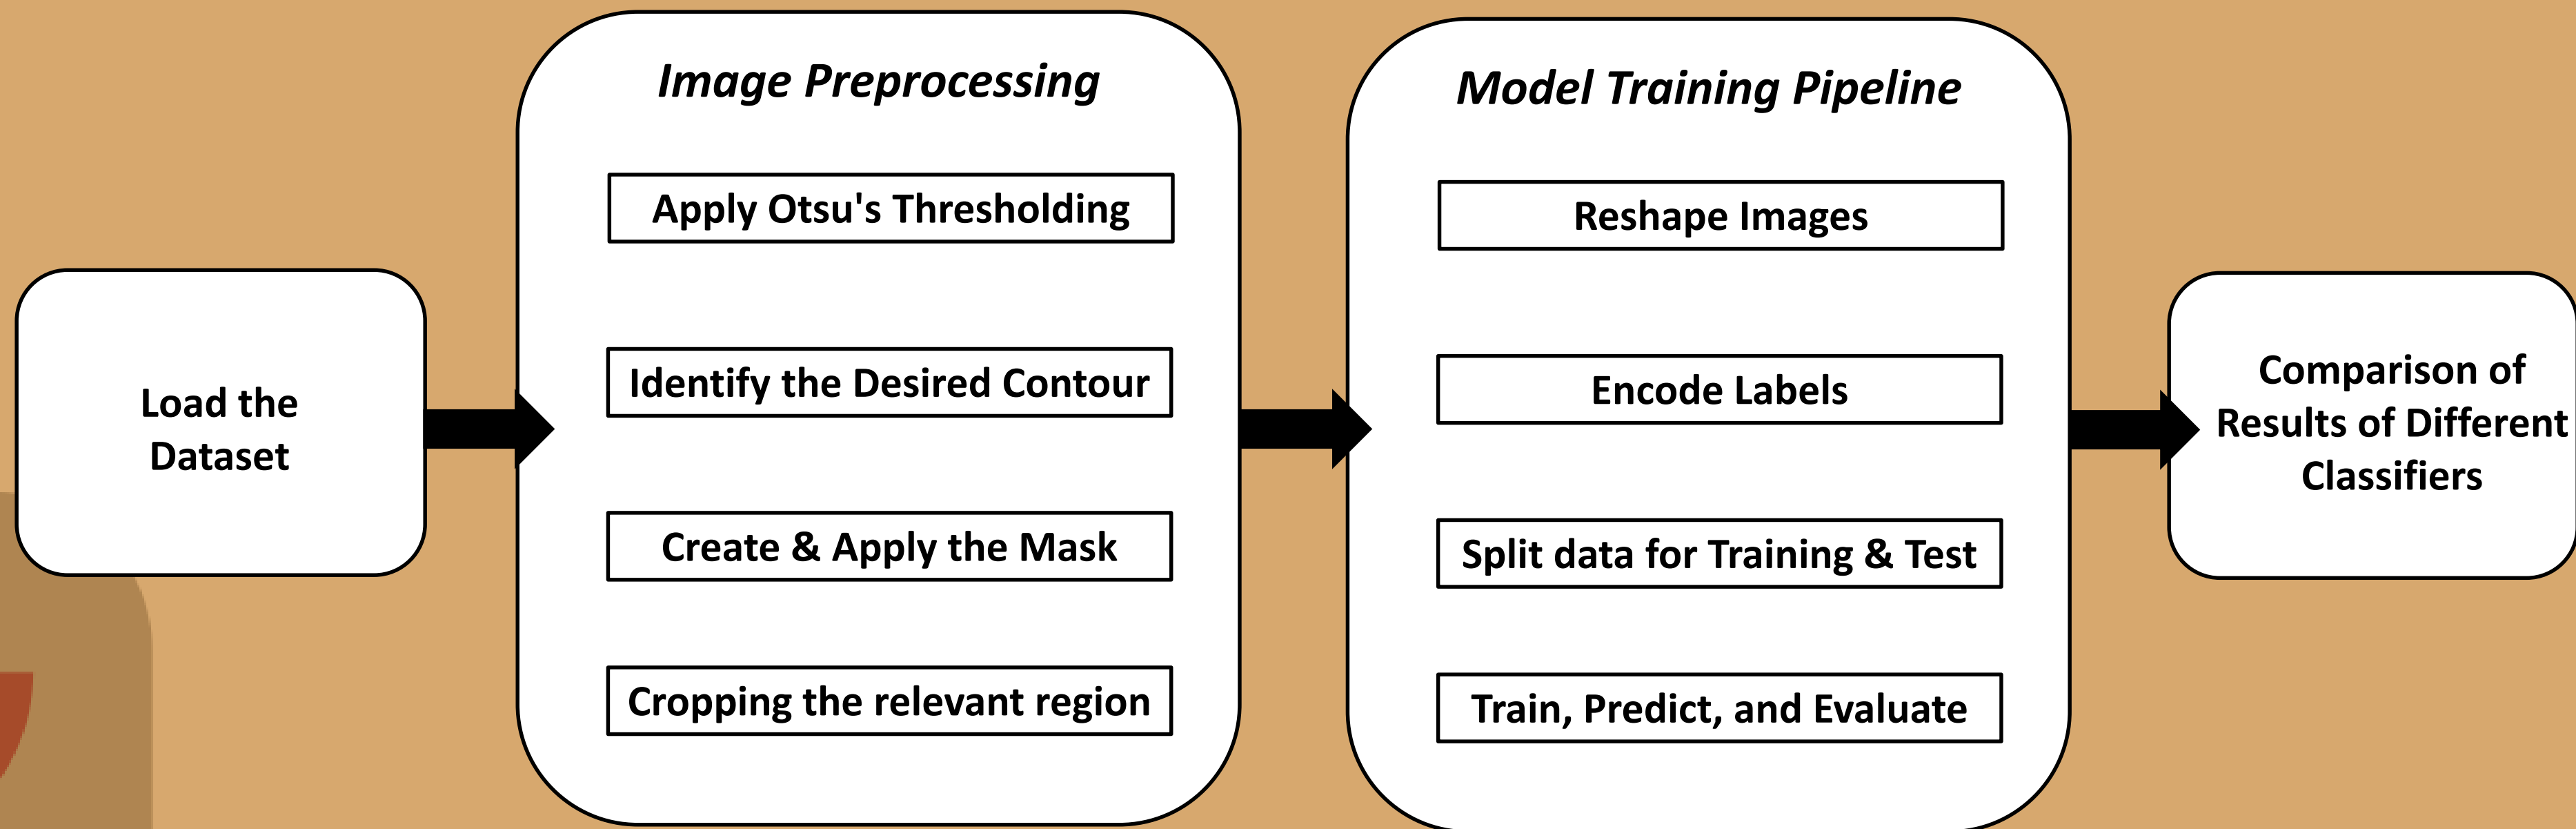 Load the
Dataset
Image Preprocessing
Apply Otsu's Thresholding
Identify the Desired Contour
Create & Apply the Mask
Cropping the relevant region
Model Training Pipeline
Reshape Images
Encode Labels
Split data for Training & Test
Train, Predict, and Evaluate
Comparison of
Results of Different
Classifiers